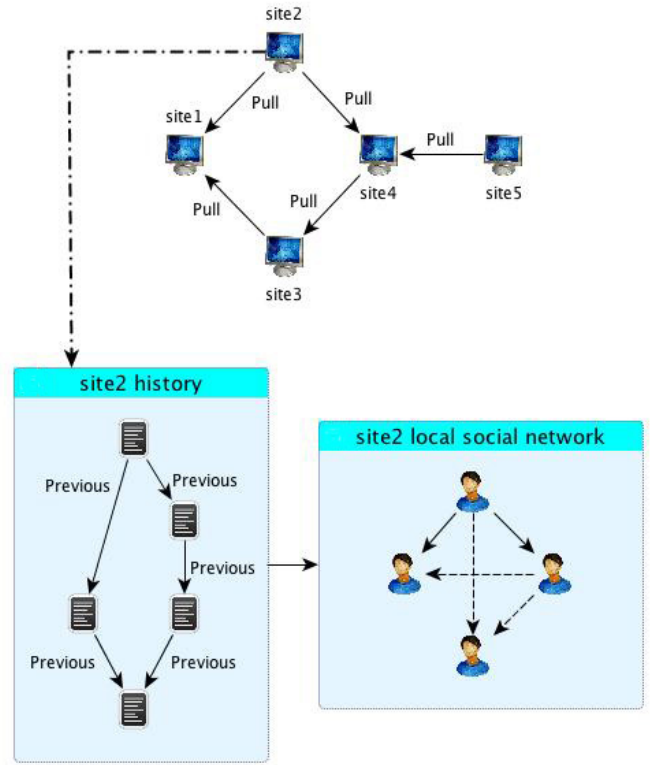 site2
Pull
Pull
site1
Pull
site4
site5
Pull
Pull
site3
site2 history
Previous
Previous
Previous
Previous
Previous
site2 local social network